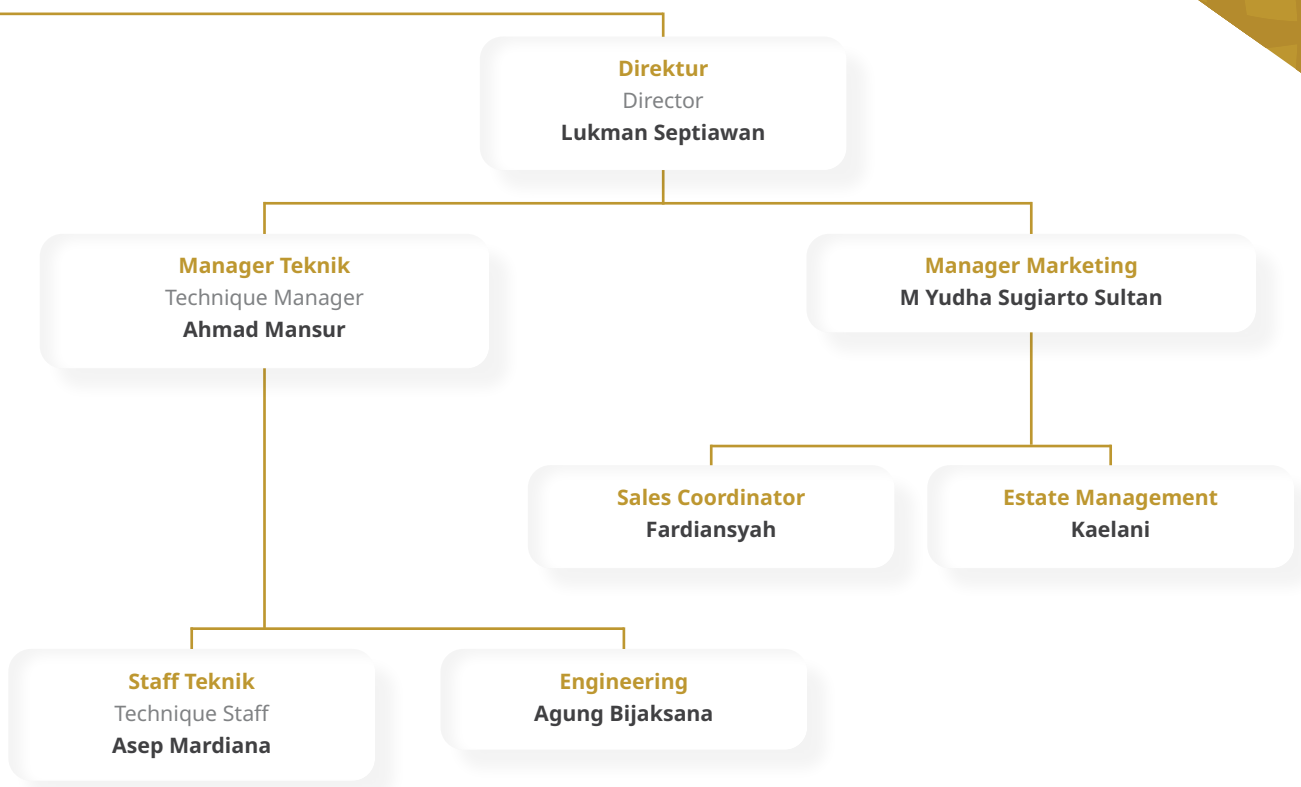 Direktur
Director
Lukman Septiawan
Manager Teknik
Technique Manager
Ahmad Mansur
Manager Marketing
M Yudha Sugiarto Sultan
Sales Coordinator
Fardiansyah
Estate Management
Kaelani
Staff Teknik
Technique Staff
Asep Mardiana
Engineering
Agung Bijaksana